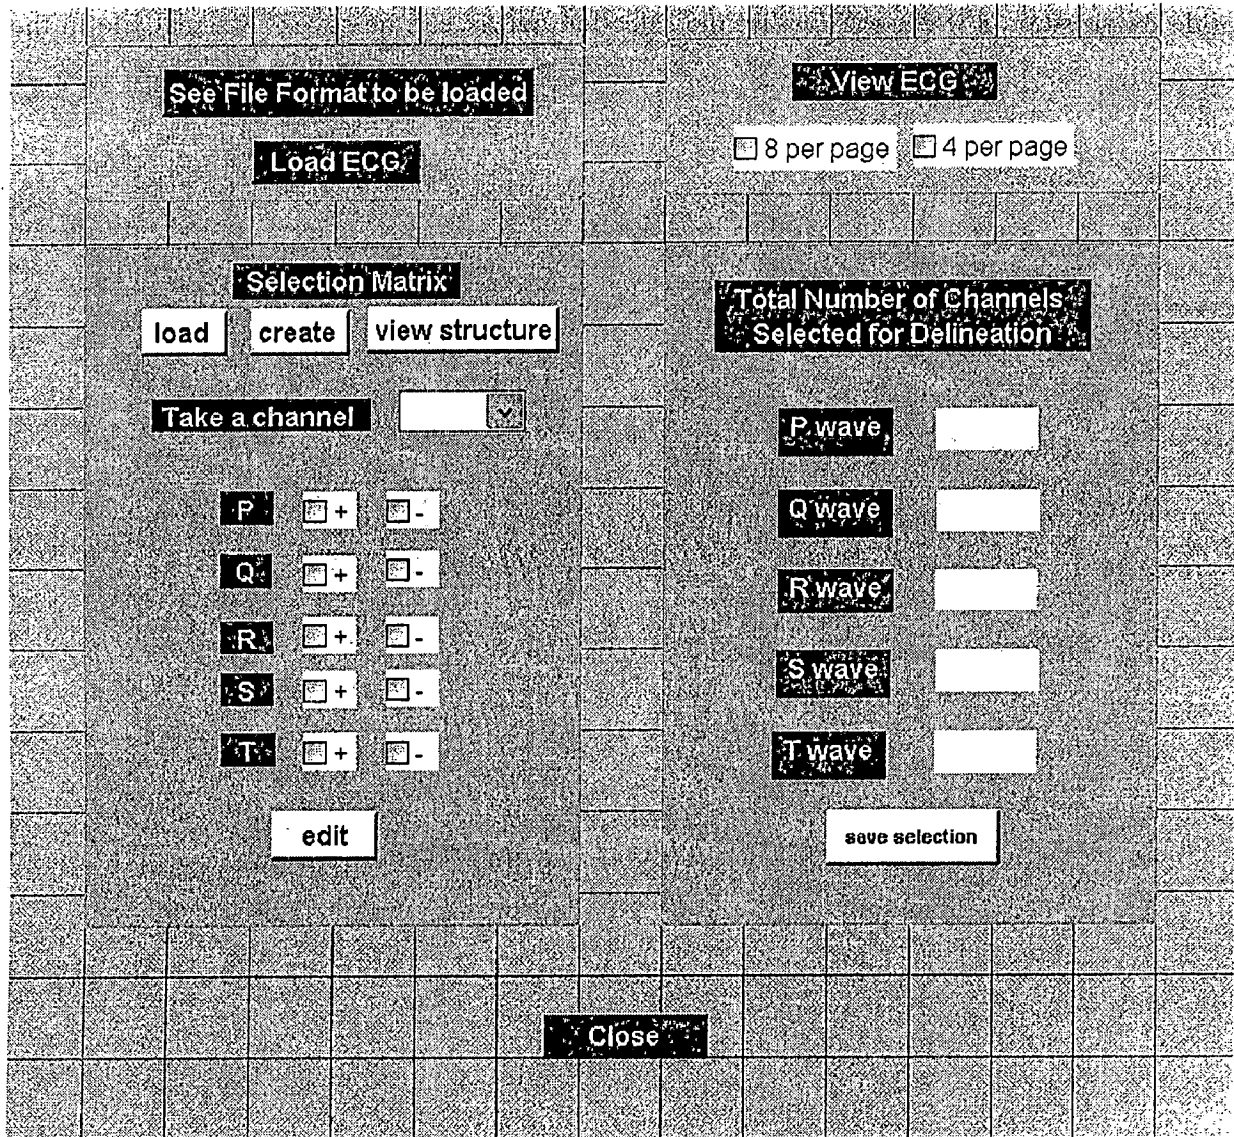 See File Format to be loaded
Load ECG
View ECG
8 per page 4 per page
Selection Matrix
load create view structure
Take a channel
P + -
Q + -
R + -
S + -
T + -
edit
Total Number of Channels
Selected for Delineation
P wave
Q wave
R wave
S wave
T wave
save selection
Close